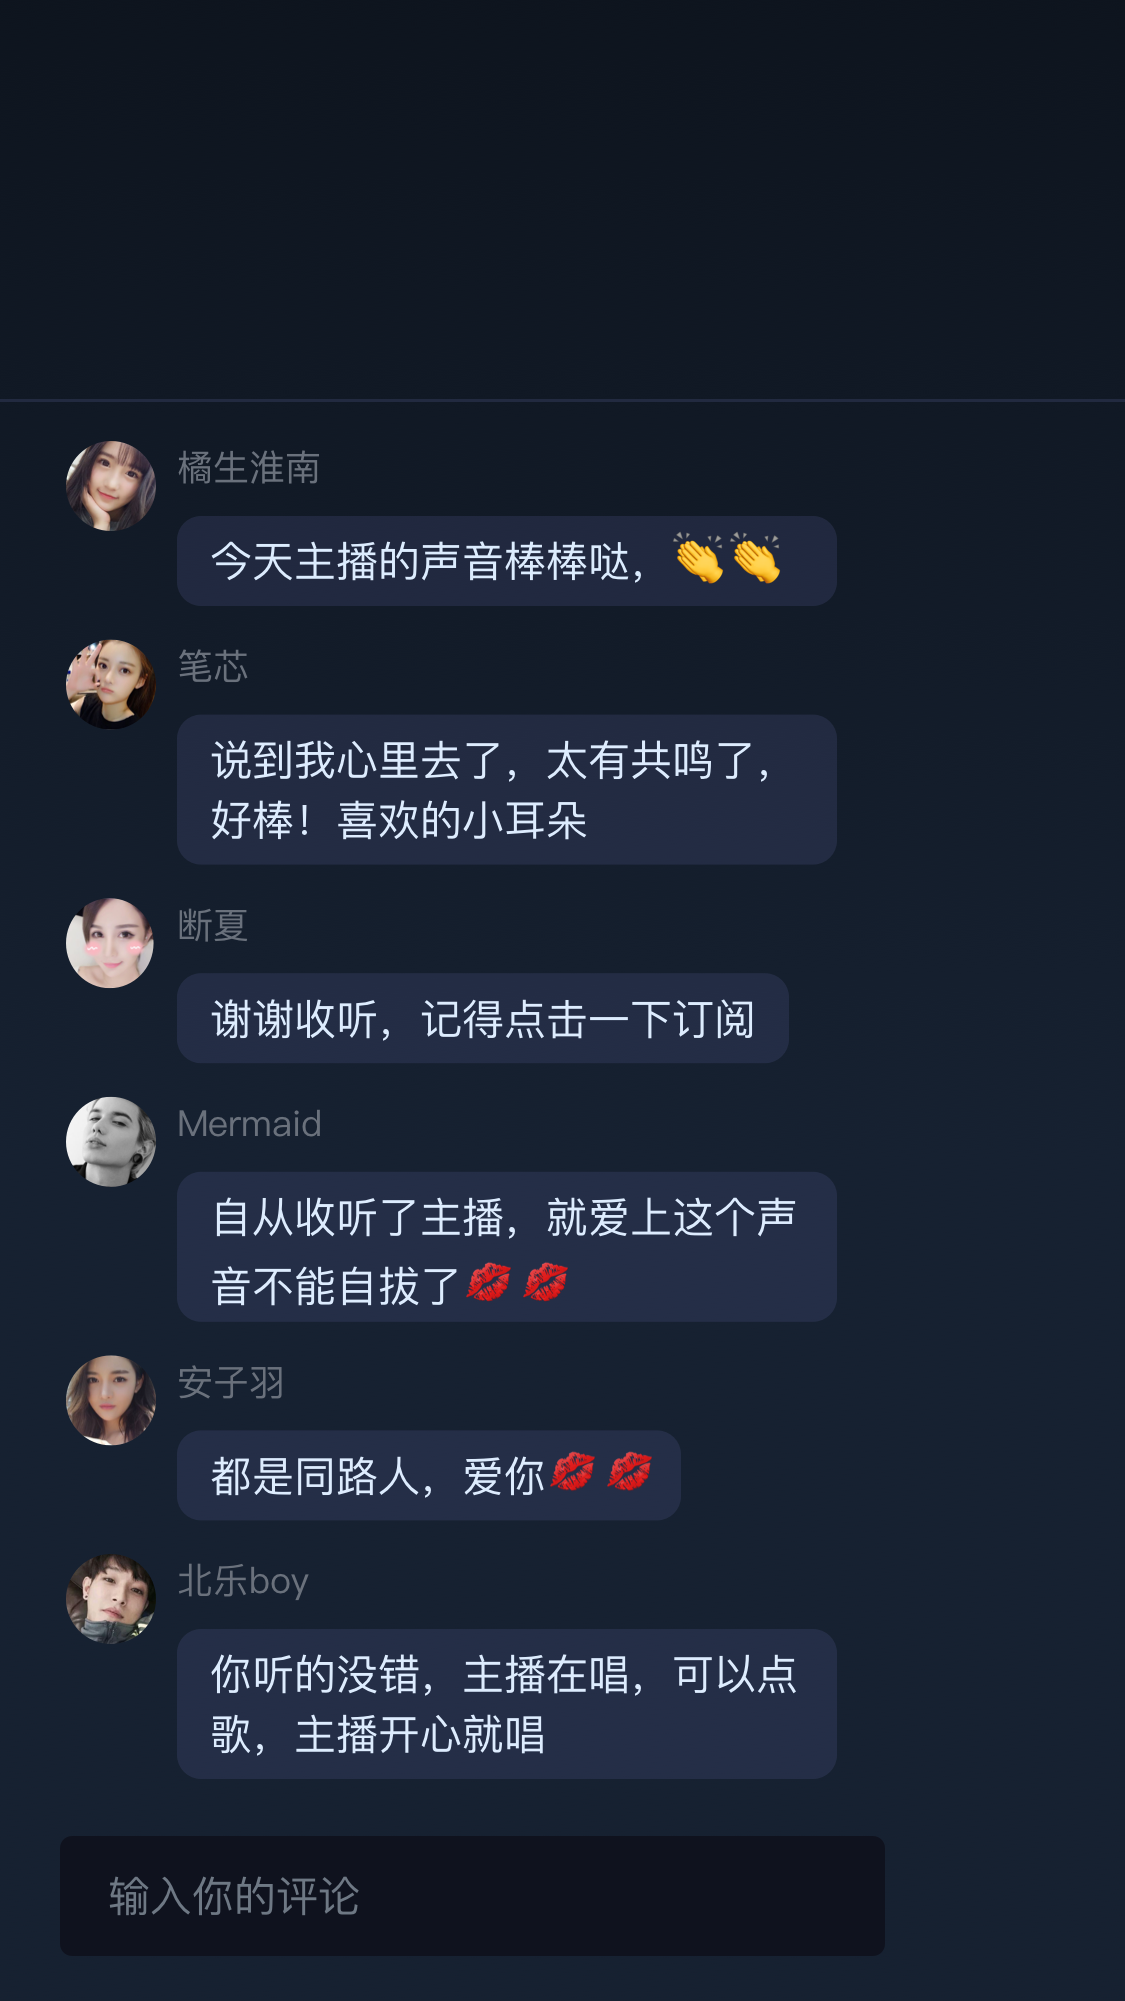 橘生淮南
今天主播的声音棒棒哒，👏👏
笔芯
说到我心里去了，太有共鸣了，
好棒！喜欢的小耳朵
断夏
谢谢收听，记得点击一下订阅
Mermaid
自从收听了主播，就爱上这个声
音不能自拔了💋💋
安子羽
都是同路人，爱你💋💋
北乐boy
你听的没错，主播在唱，可以点
歌，主播开心就唱
输入你的评论